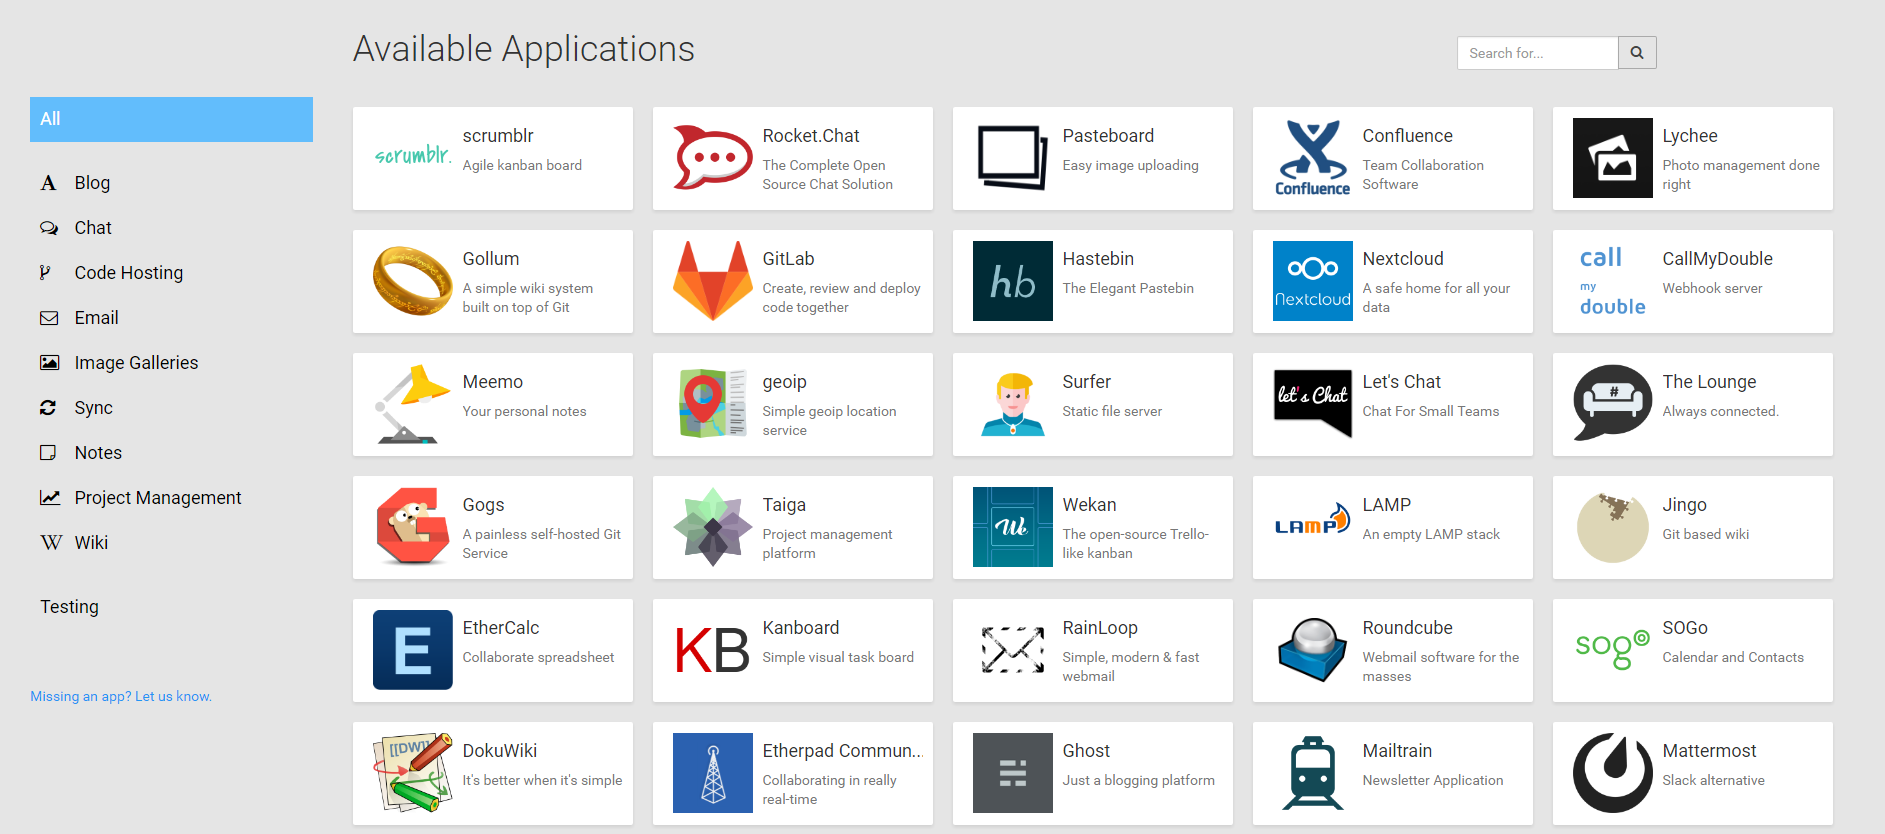 Available Applications
Search for...
All
Blog
Chat
Code Hosting
Email
Image Galleries
Sync
Notes
Project Management
Wiki
Testing
Missing an app? Let us know.
scrumblr.
scrumblr
Agile kanban board
Rocket.Chat
The Complete Open
Source Chat Solution
Pasteboard
Easy image uploading
Confluence
Confluence
Team Collaboration
Software
Lychee
Photo management done
right
Gollum
A simple wiki system
built on top of Git
GitLab
Create, review and deploy
code together
hb
Hastebin
The Elegant Pastebin
nextcloud
Nextcloud
A safe home for all your
data
call
my
double
CallMyDouble
Webhook server
Meemo
Your personal notes
geoip
Simple geoip location
service
Surfer
Static file server
let's Chat
Let's Chat
Chat For Small Teams
#
The Lounge
Always connected.
G
Gogs
A painless self-hosted Git
Service
Taiga
Project management
platform
We
Wekan
The open-source Trello-
like kanban
LAMP
LAMP
An empty LAMP stack
Jingo
Git based wiki
E
EtherCalc
Collaborate spreadsheet
KB
Kanboard
Simple visual task board
RainLoop
Simple, modern & fast
webmail
Roundcube
Webmail software for the
masses
sogo
SOGo
Calendar and Contacts
[[DW]]
DokuWiki
It's better when it's simple
Etherpad Commun...
Collaborating in really
real-time
Ghost
Just a blogging platform
Mailtrain
Newsletter Application
Mattermost
Slack alternative